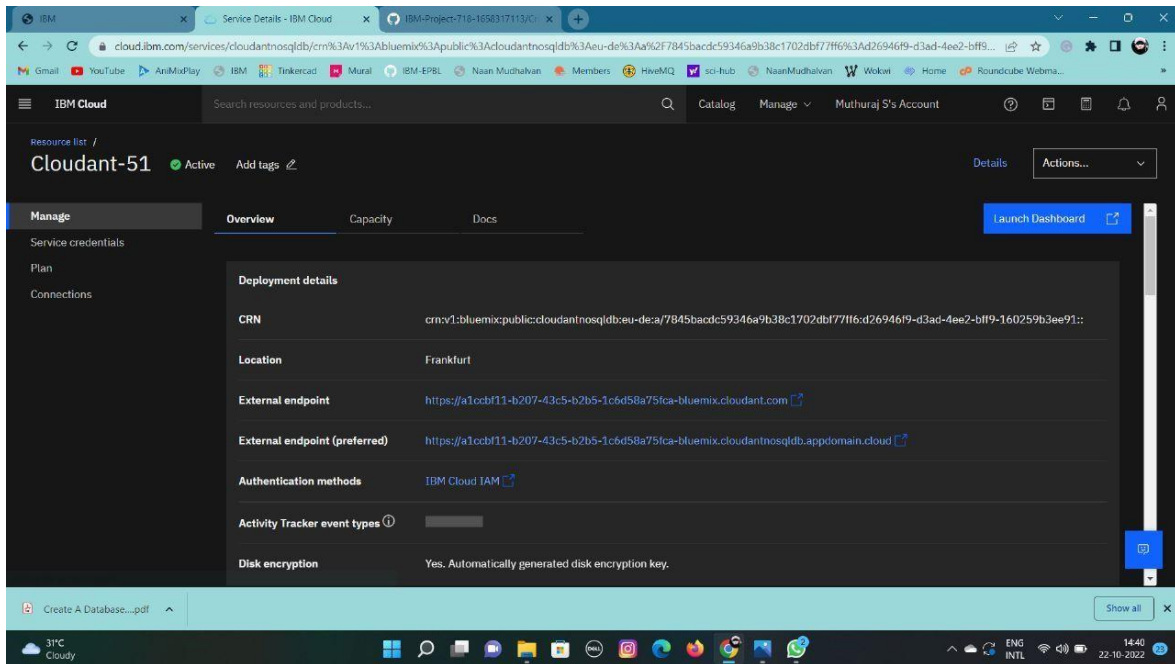 IBM
Service Details - IBM Cloud
IBM-Project-718-1658317113/Cr
cloud.ibm.com/services/cloudantnosqldb/crn%3Av1%3Abluemix%3Apublic%3Acloudantnosqldb%3Aeu-de%3Aa%2F7845bacdc59346a9b38c1702dbf77ff6%3Ad26946f9-d3ad-4ee2-bff9...
Gmail YouTube AniMixPlay IBM Tinkercad Mural IBM-EPBL Naan Mudhalvan Members HiveMQ sci-hub NaanMudhalvan Wokwi Home Roundcube Webma...
IBM Cloud Search resources and products... Catalog Manage Muthuraj S's Account
Resource list /
Cloudant-51 Active Add tags Details Actions...
Manage
Service credentials
Plan
Connections
Overview Capacity Docs Launch Dashboard
Deployment details
CRN crn:v1:bluemix:public:cloudantnosqldb:eu-de:a/7845bacdc59346a9b38c1702dbf77ff6:d26946f9-d3ad-4ee2-bff9-160259b3ee91::
Location Frankfurt
External endpoint https://a1ccbf11-b207-43c5-b2b5-1c6d58a75fca-bluemix.cloudant.com
External endpoint (preferred) https://a1ccbf11-b207-43c5-b2b5-1c6d58a75fca-bluemix.cloudantnosqldb.appdomain.cloud
Authentication methods IBM Cloud IAM
Activity Tracker event types
Disk encryption Yes. Automatically generated disk encryption key.
Create A Database....pdf Show all
31°C
Cloudy
DELL
2
ENG
INTL
14:40
22-10-2022
23